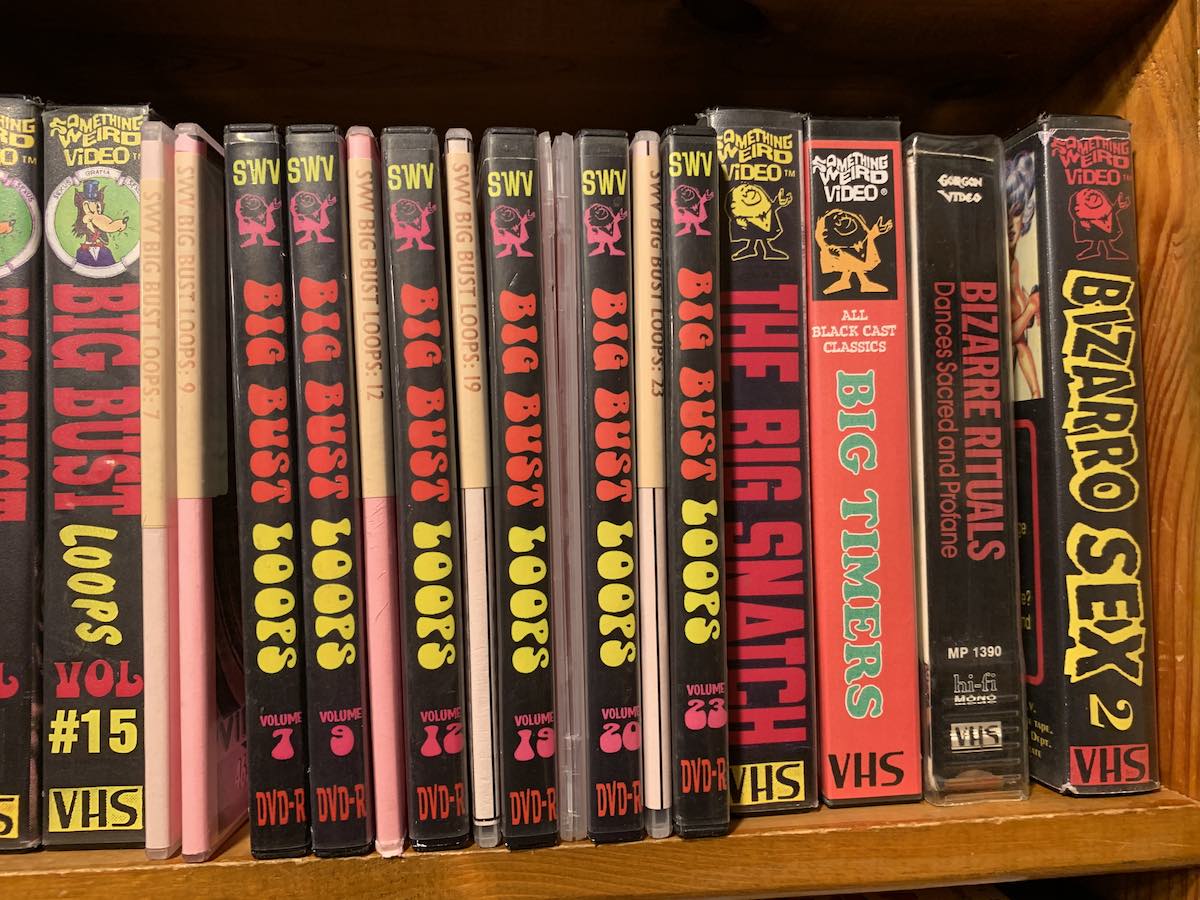 SOMETHING
WEIRD
VIDEO
GRATIA
BIG BUST
LOOPS
VOL
#15
VHS
SWV BIG BUST LOOPS: 7
SWV BIG BUST LOOPS: 9
SWV
BIG BUST LOOPS
VOLUME
7
DVD-R
SWV
BIG BUST LOOPS
VOLUME
9
DVD-R
SWV BIG BUST LOOPS: 12
SWV
BIG BUST LOOPS
VOLUME
12
DVD-R
SWV BIG BUST LOOPS: 19
SWV
BIG BUST LOOPS
VOLUME
19
DVD-R
SWV
BIG BUST LOOPS
VOLUME
20
DVD-R
SWV BIG BUST LOOPS: 23
SWV
BIG BUST LOOPS
VOLUME
23
DVD-R
SOMETHING
WEIRD
VIDEO™
THE BIG SNATCH
VHS
SOMETHING
WEIRD
VIDEO®
ALL
BLACK CAST
CLASSICS
BIG TIMERS
VHS
GORGON
VIDEO
BIZARRE RITUALS
Dances Sacred and Profane
MP 1390
hi-fi
MONO
VHS
SOMETHING
WEIRD
VIDEO™
BIZARRO SEX 2
VHS